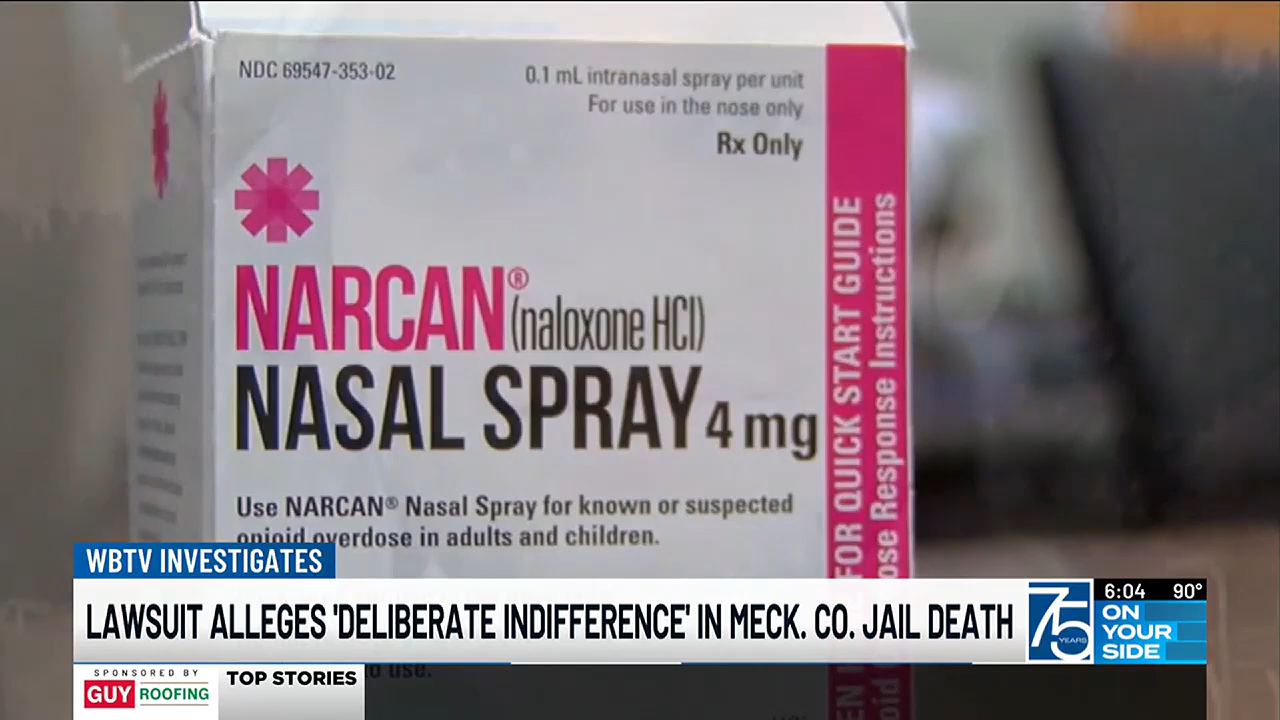 NDC 69547-353-02
0.1 mL intranasal spray per unit
For use in the nose only
Rx Only
NARCAN® (naloxone HCl)
NASAL SPRAY 4 mg
Use NARCAN® Nasal Spray for known or suspected
opioid overdose in adults and children.
FOR QUICK START GUIDE
ose Response Instructions
WBTV INVESTIGATES
LAWSUIT ALLEGES 'DELIBERATE INDIFFERENCE' IN MECK. CO. JAIL DEATH
75
YEARS
6:04 90°
ON
YOUR
SIDE
SPONSORED BY
GUY ROOFING
TOP STORIES
to use.